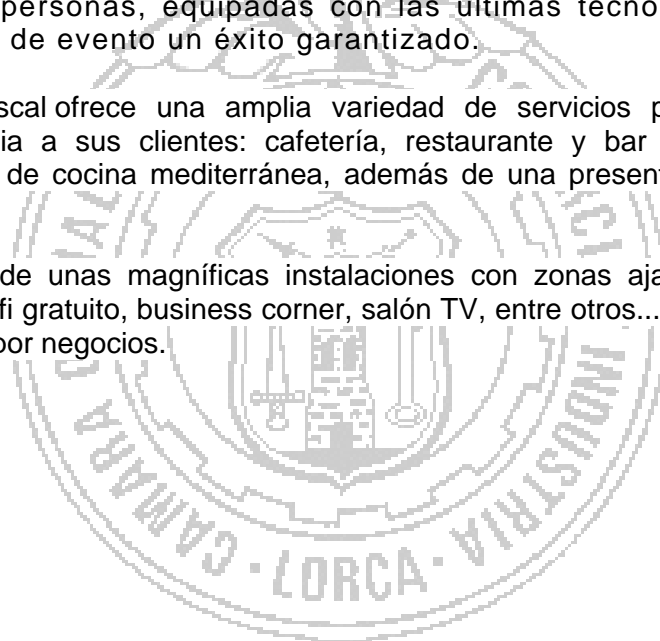 personas, equipadas con las últimas tecno
de evento un éxito garantizado.
scal ofrece una amplia variedad de servicios p
ia a sus clientes: cafetería, restaurante y bar
de cocina mediterránea, además de una present
de unas magníficas instalaciones con zonas aja
fi gratuito, business corner, salón TV, entre otros...
por negocios.
CAMARA
· LORCA ·
INDUSTRIA